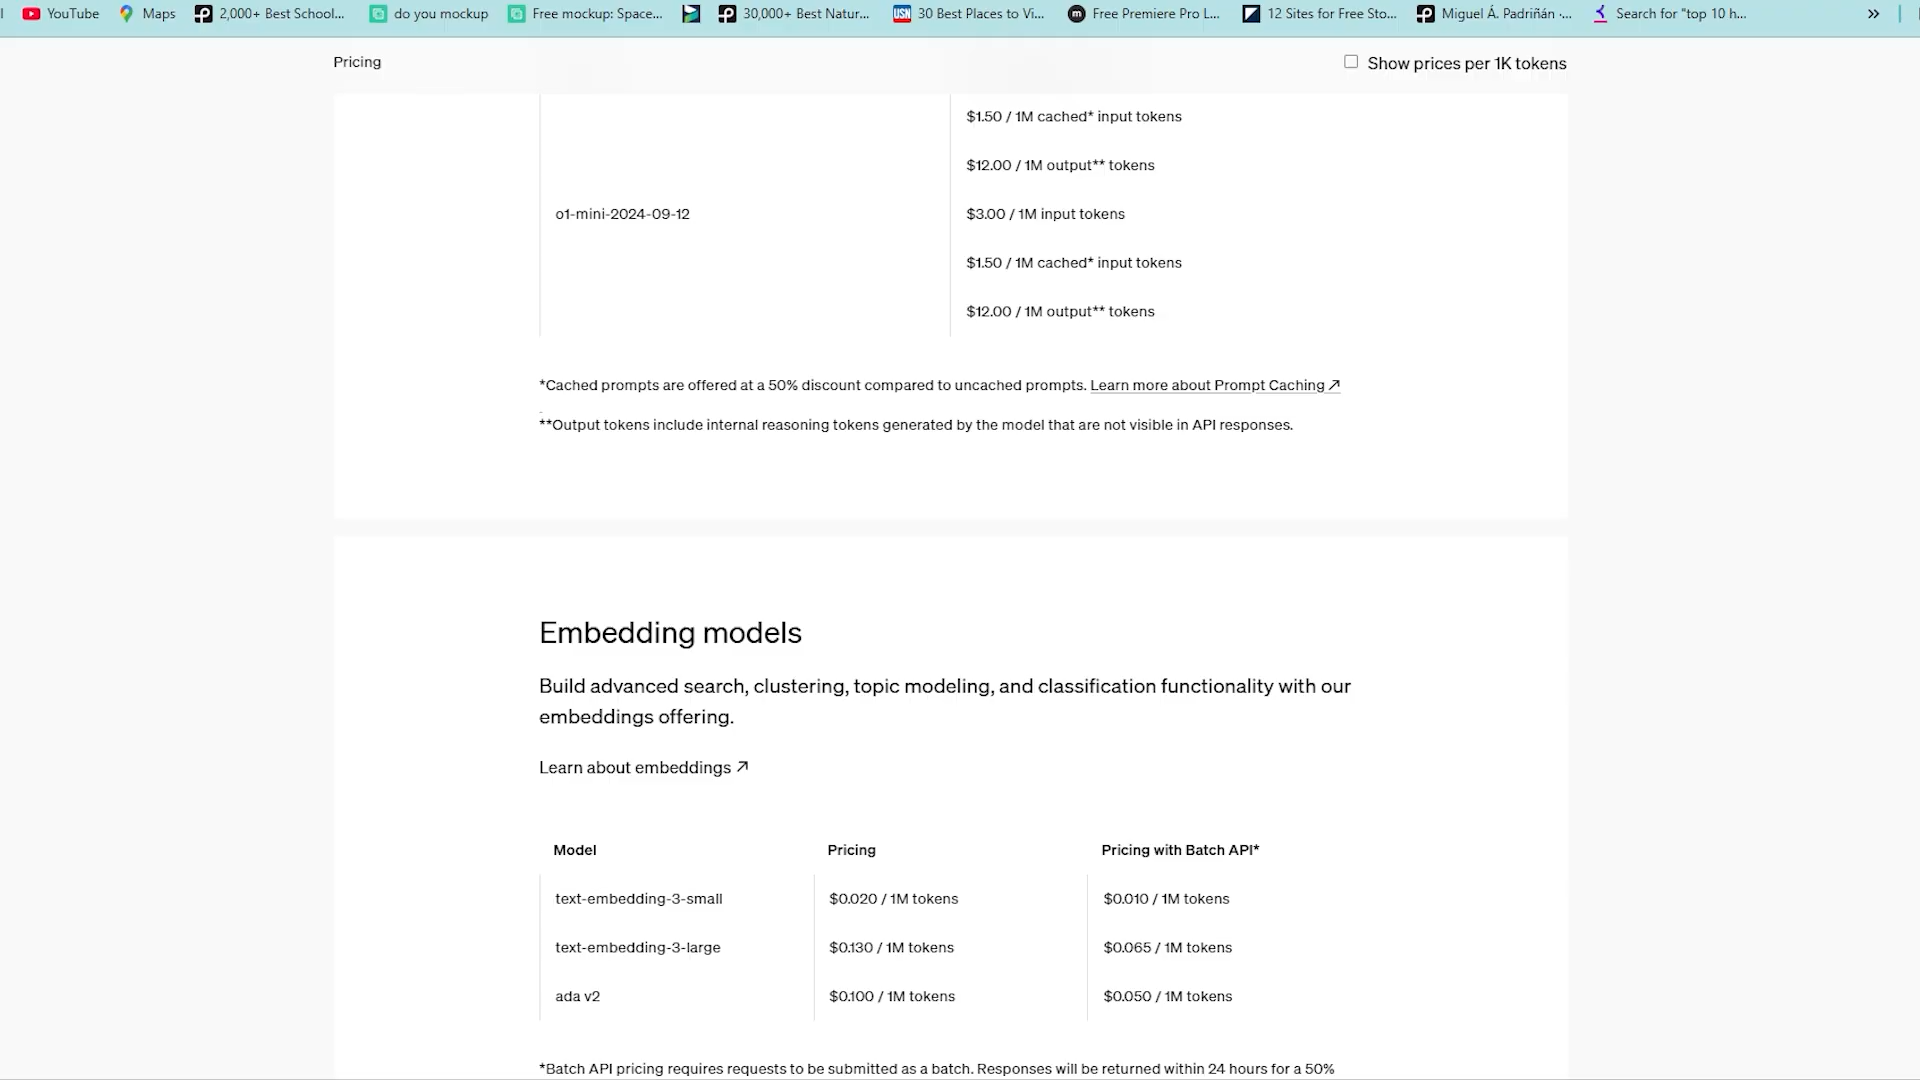 YouTube Maps 2,000+ Best School... do you mockup Free mockup: Space... 30,000+ Best Natur... USN 30 Best Places to Vi... m Free Premiere Pro L... 12 Sites for Free Sto... Miguel Á. Padriñán -... Search for "top 10 h... »
Pricing
Show prices per 1K tokens
$1.50 / 1M cached* input tokens
$12.00 / 1M output** tokens
o1-mini-2024-09-12 $3.00 / 1M input tokens
$1.50 / 1M cached* input tokens
$12.00 / 1M output** tokens
*Cached prompts are offered at a 50% discount compared to uncached prompts. Learn more about Prompt Caching ↗
**Output tokens include internal reasoning tokens generated by the model that are not visible in API responses.
Embedding models
Build advanced search, clustering, topic modeling, and classification functionality with our
embeddings offering.
Learn about embeddings ↗
Model Pricing Pricing with Batch API*
text-embedding-3-small $0.020 / 1M tokens $0.010 / 1M tokens
text-embedding-3-large $0.130 / 1M tokens $0.065 / 1M tokens
ada v2 $0.100 / 1M tokens $0.050 / 1M tokens
*Batch API pricing requires requests to be submitted as a batch. Responses will be returned within 24 hours for a 50%